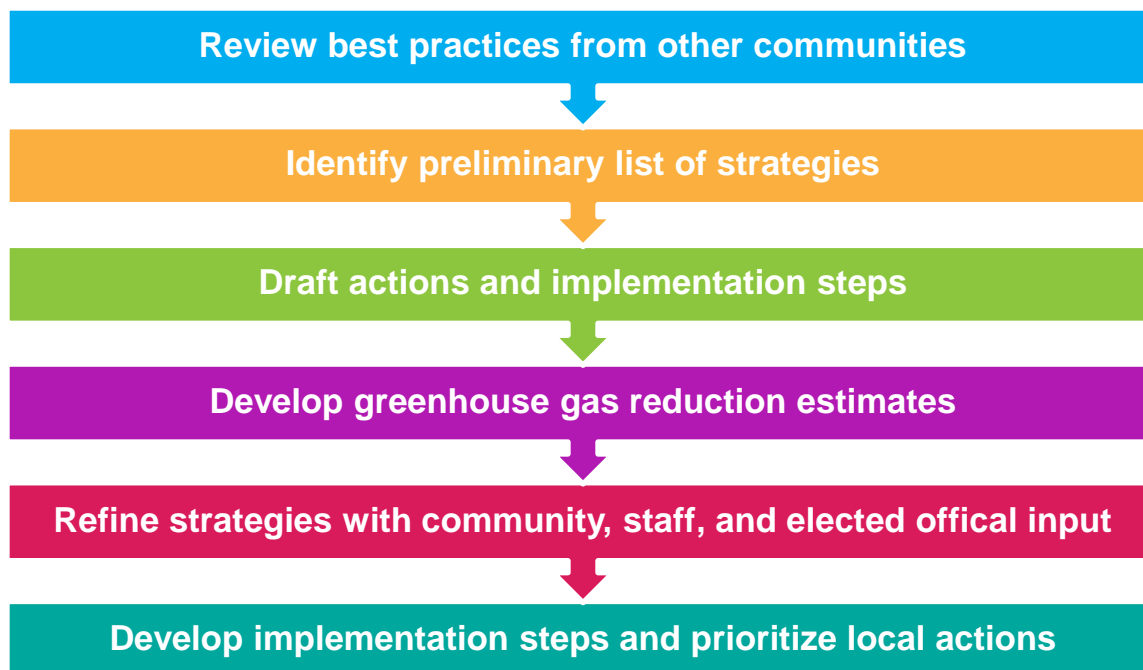 Review best practices from other communities
Identify preliminary list of strategies
Draft actions and implementation steps
Develop greenhouse gas reduction estimates
Refine strategies with community, staff, and elected offical input
Develop implementation steps and prioritize local actions